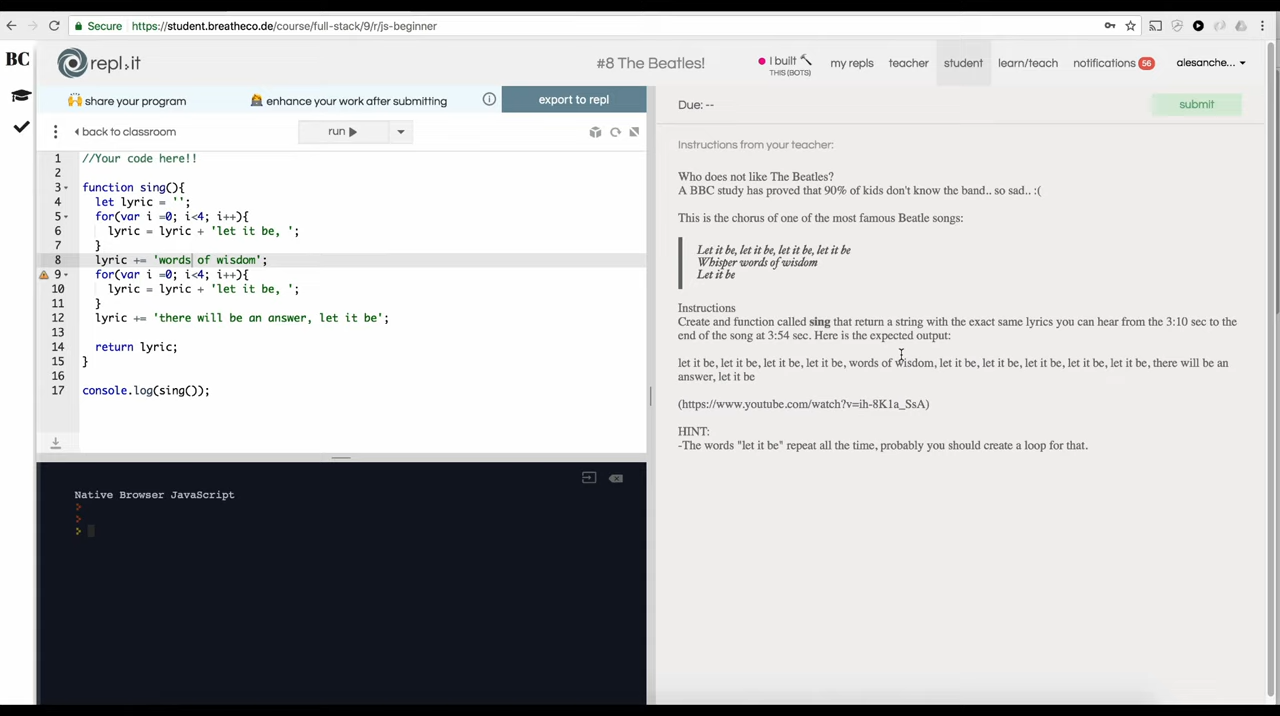 Secure https://student.breatheco.de/course/full-stack/9/r/js-beginner
BC
repl.it
#8 The Beatles!
I built
THIS (BOTS)
my repls
teacher
student
learn/teach
notifications 56
alesanche...
share your program
enhance your work after submitting
export to repl
back to classroom
run
1 //Your code here!!
2
3 function sing(){
4 let lyric = '';
5 for(var i =0; i<4; i++){
6 lyric = lyric + 'let it be, ';
7 }
8 lyric += 'words of wisdom';
9 for(var i =0; i<4; i++){
10 lyric = lyric + 'let it be, ';
11 }
12 lyric += 'there will be an answer, let it be';
13
14 return lyric;
15 }
16
17 console.log(sing());
Native Browser JavaScript
>
>
>
Due: --
submit
Instructions from your teacher:
Who does not like The Beatles?
A BBC study has proved that 90% of kids don't know the band.. so sad.. :(
This is the chorus of one of the most famous Beatle songs:
Let it be, let it be, let it be, let it be
Whisper words of wisdom
Let it be
Instructions
Create and function called sing that return a string with the exact same lyrics you can hear from the 3:10 sec to the
end of the song at 3:54 sec. Here is the expected output:
let it be, let it be, let it be, let it be, words of wisdom, let it be, let it be, let it be, let it be, let it be, there will be an
answer, let it be
(https://www.youtube.com/watch?v=ih-8K1a_SsA)
HINT:
-The words "let it be" repeat all the time, probably you should create a loop for that.